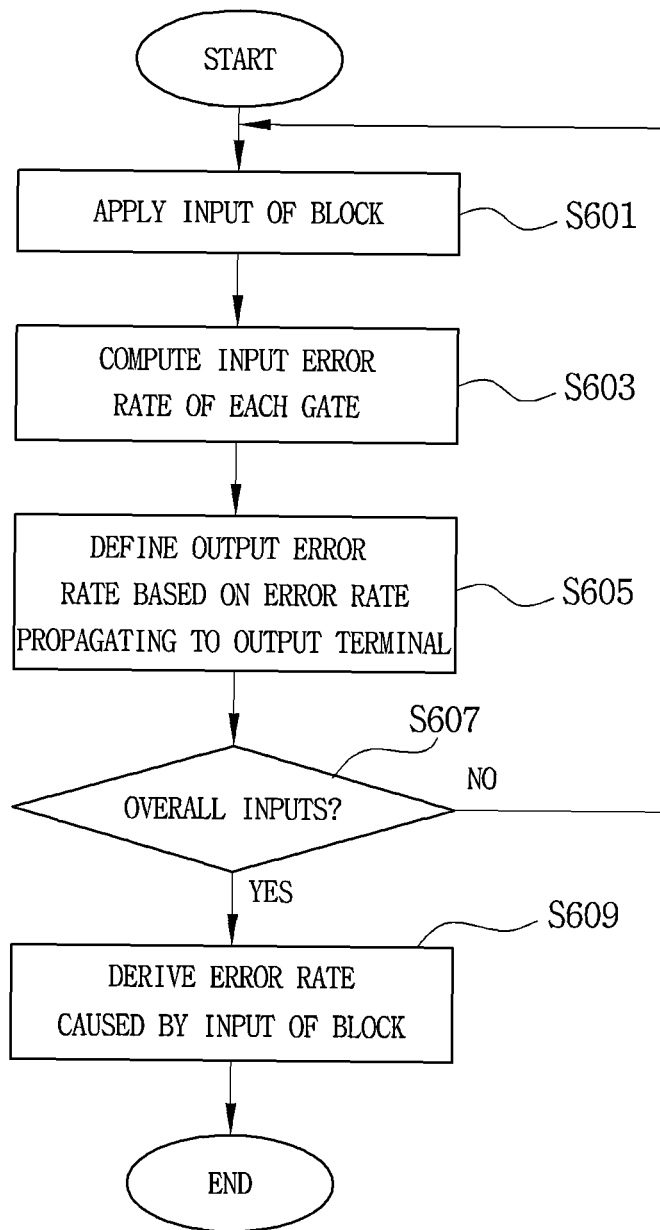 START
APPLY INPUT OF BLOCK
S601
COMPUTE INPUT ERROR
RATE OF EACH GATE
S603
DEFINE OUTPUT ERROR
RATE BASED ON ERROR RATE
PROPAGATING TO OUTPUT TERMINAL
S605
S607
OVERALL INPUTS?
NO
YES
S609
DERIVE ERROR RATE
CAUSED BY INPUT OF BLOCK
END